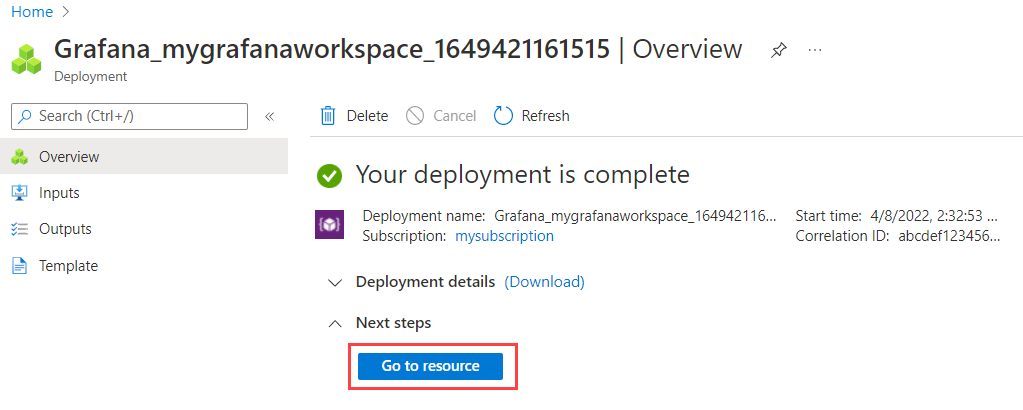 Home >
Grafana_mygrafanaworkspace_1649421161515 | Overview
Deployment
Search (Ctrl+/)
Overview
Inputs
Outputs
Template
Delete
Cancel
Refresh
Your deployment is complete
Deployment name: Grafana_mygrafanaworkspace_164942116...
Subscription: mysubscription
Start time: 4/8/2022, 2:32:53 ...
Correlation ID: abcdef123456...
Deployment details (Download)
Next steps
Go to resource